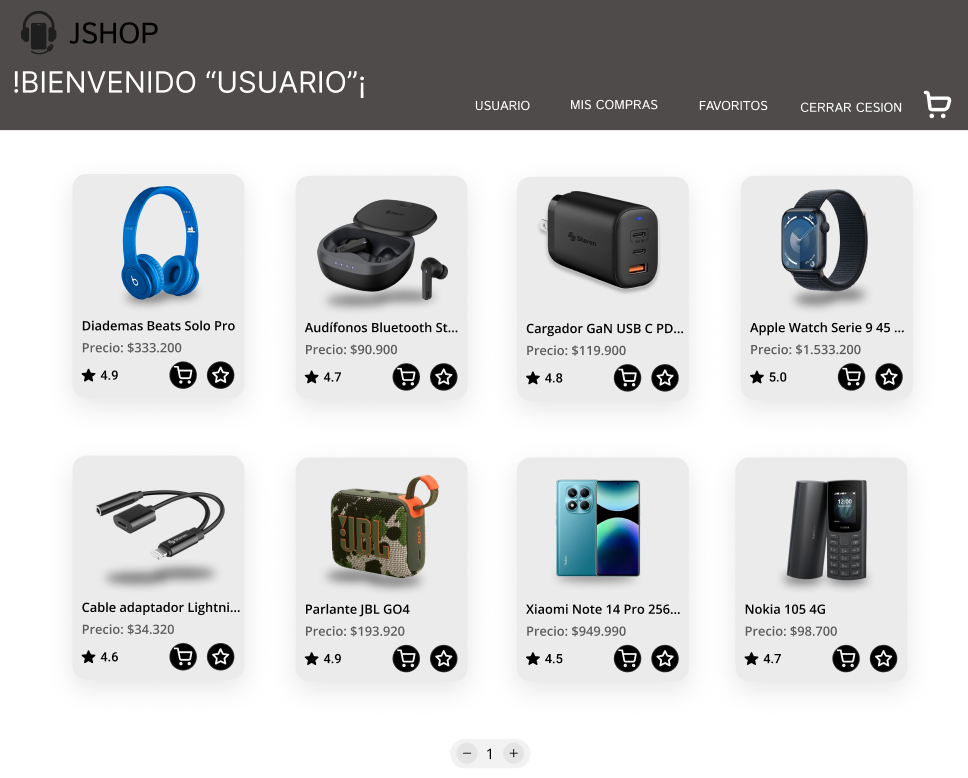 JSHOP
!BIENVENIDO “USUARIO”¡
USUARIO MIS COMPRAS FAVORITOS CERRAR CESION
Diademas Beats Solo Pro
Precio: $333.200
4.9
Audífonos Bluetooth St...
Precio: $90.900
4.7
Steren
Cargador GaN USB C PD...
Precio: $119.900
4.8
Apple Watch Serie 9 45 ...
Precio: $1.533.200
5.0
Cable adaptador Lightni...
Precio: $34.320
4.6
JBL
Parlante JBL GO4
Precio: $193.920
4.9
Xiaomi Note 14 Pro 256...
Precio: $949.990
4.5
12:00
Nokia 105 4G
Precio: $98.700
4.7
− 1 +